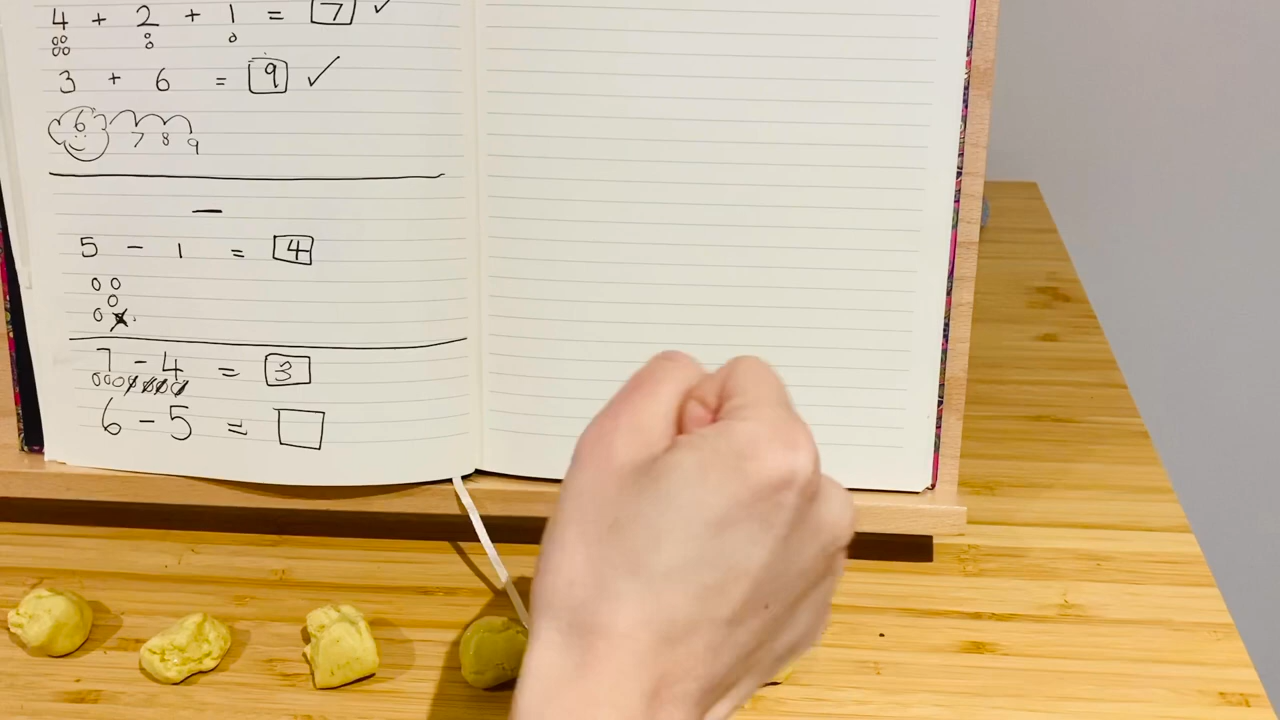 4 + 2 + 1 = 7 ✓
3 + 6 = 9 ✓
6 7 8 9
−
5 − 1 = 4
7 − 4 = 3
6 − 5 =